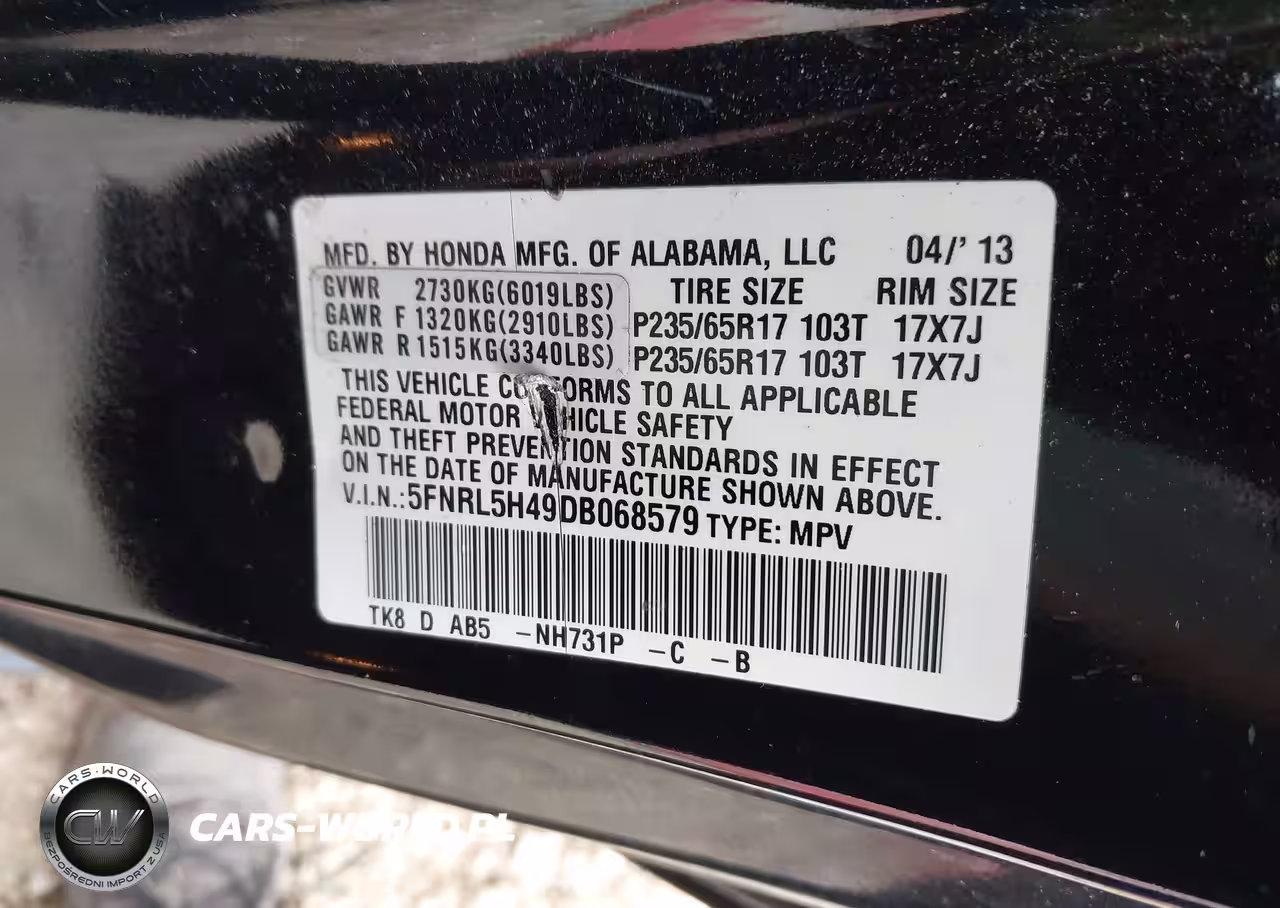 MFD. BY HONDA MFG. OF ALABAMA, LLC 04/' 13
GVWR 2730KG(6019LBS) TIRE SIZE RIM SIZE
GAWR F 1320KG(2910LBS) P235/65R17 103T 17X7J
GAWR R 1515KG(3340LBS) P235/65R17 103T 17X7J
THIS VEHICLE CONFORMS TO ALL APPLICABLE
FEDERAL MOTOR VEHICLE SAFETY
AND THEFT PREVENTION STANDARDS IN EFFECT
ON THE DATE OF MANUFACTURE SHOWN ABOVE.
V.I.N.:5FNRL5H49DB068579 TYPE: MPV
TK8 D AB5 -NH731P -C -B
CARS-WORLD
CW
BEZPOŚREDNI IMPORT Z USA
CARS-WORLD.PL